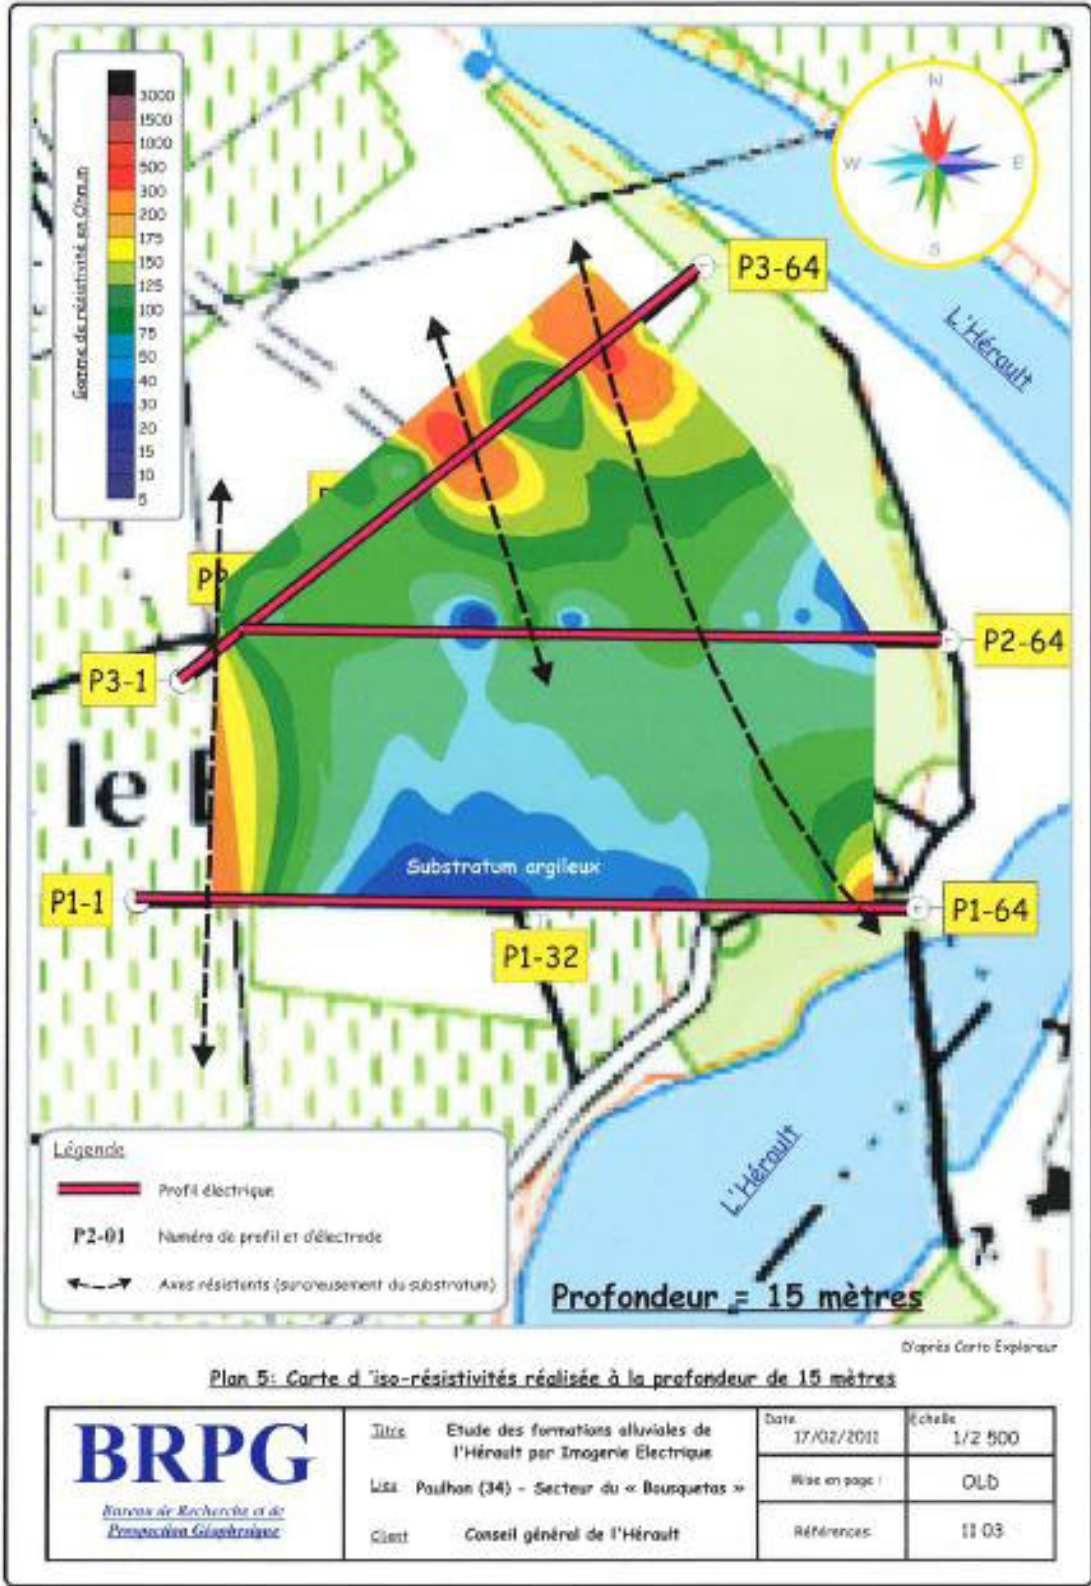 Gamme de résistivité en Ohm.m
3000
1500
1000
500
300
200
175
150
125
100
75
50
40
30
20
15
10
5
N
W
E
S
P3-64
L'Hérault
P2-64
P3-1
le
Substratum argileux
P1-1
P1-64
P1-32
L'Hérault
Légende
Profil électrique
P2-01 Numéro de profil et d'électrode
Axes résistants (surcreusement du substratum)
Profondeur = 15 mètres
D'après Carto Exploreur
Plan 5: Carte d 'iso-résistivités réalisée à la profondeur de 15 mètres
BRPG
Bureau de Recherche et de
Prospection Géophysique
Titre Etude des formations alluviales de
l'Hérault par Imagerie Electrique
Lieu Paulhan (34) - Secteur du « Bousquetas »
Client Conseil général de l'Hérault
Date 17/02/2011
Echelle 1/2 500
Mise en page : OLD
Références 11 03